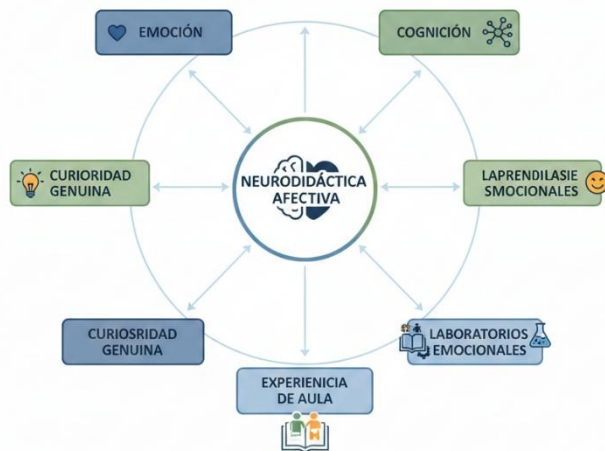 EMOCIÓN
COGNICIÓN
CURIORIDAD
GENUINA
NEURODIDÁCTICA
AFECTIVA
LAPRENDILASIE
SMOCIONALES
CURIOSRIDAD
GENUINA
LABORATORIOS
EMOCIONALES
EXPERIENICIA
DE AULA